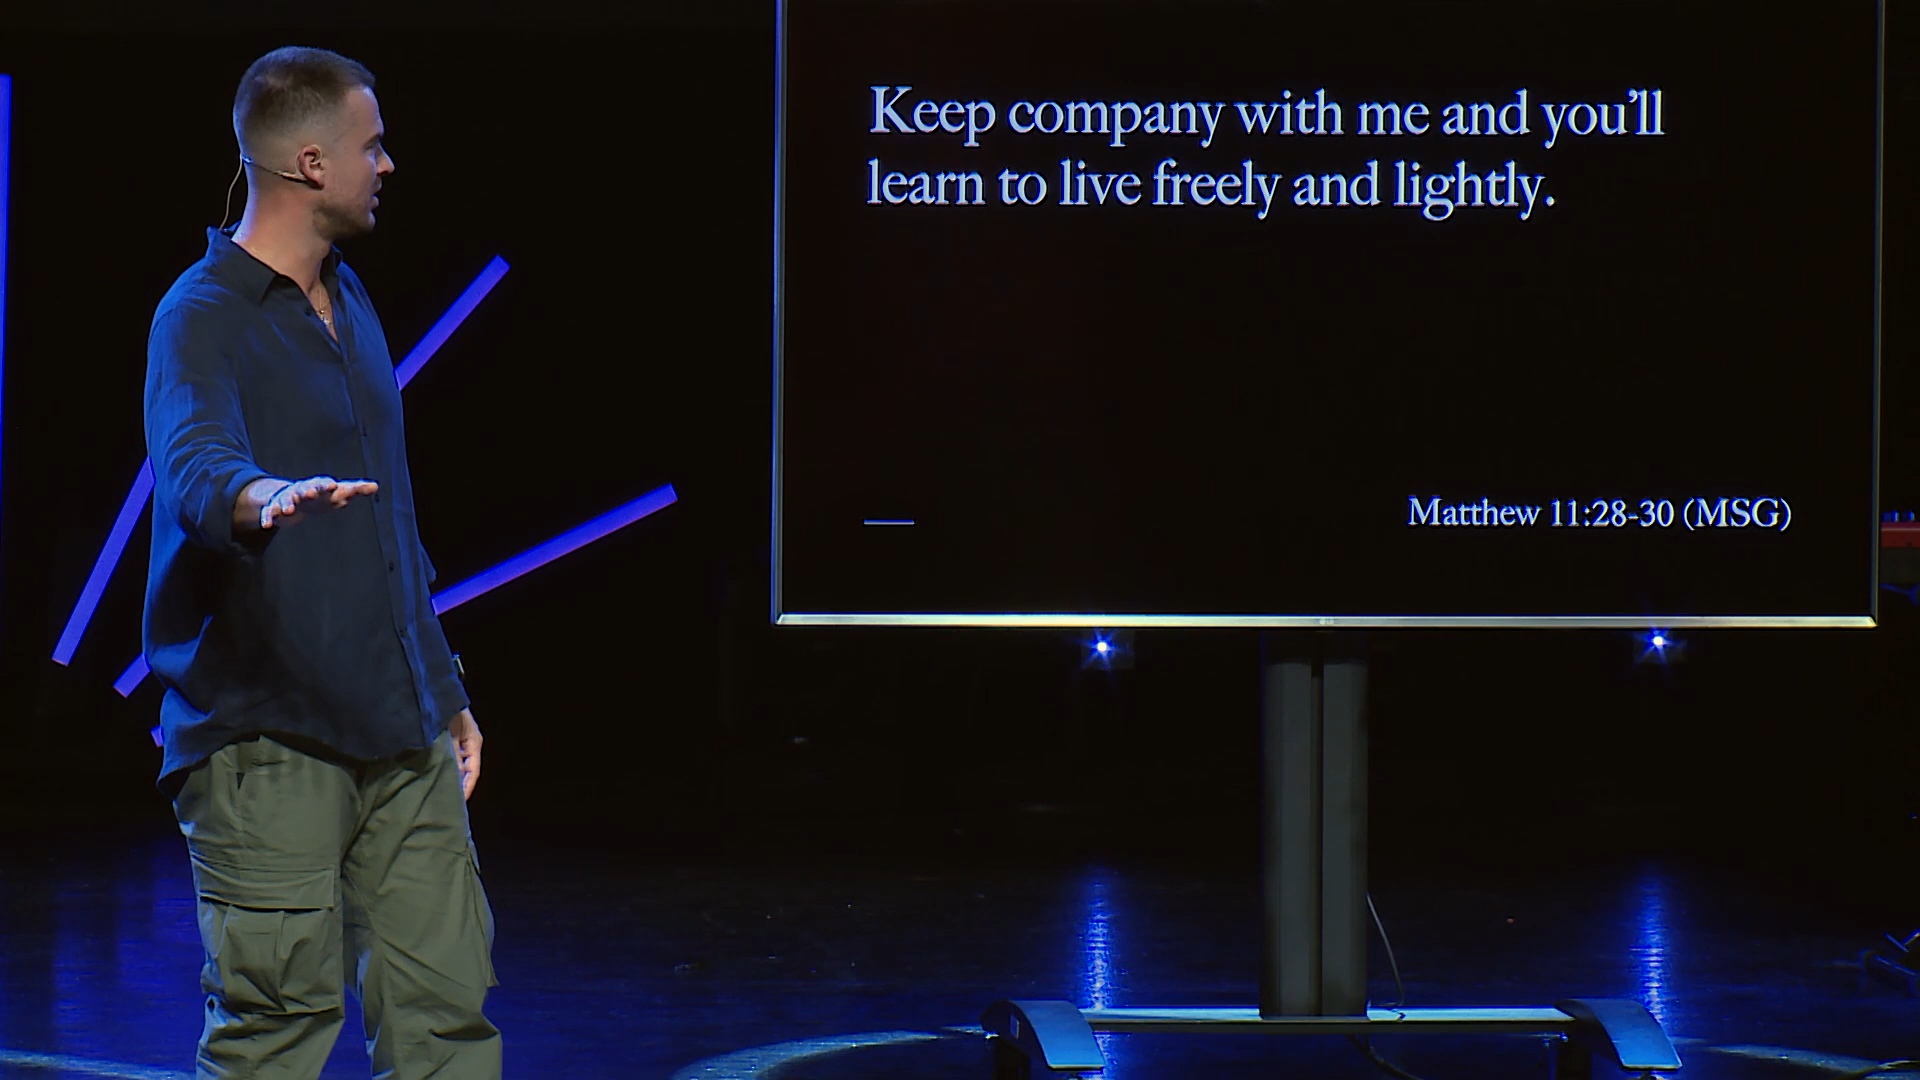 Keep company with me and you'll
learn to live freely and lightly.
Matthew 11:28-30 (MSG)